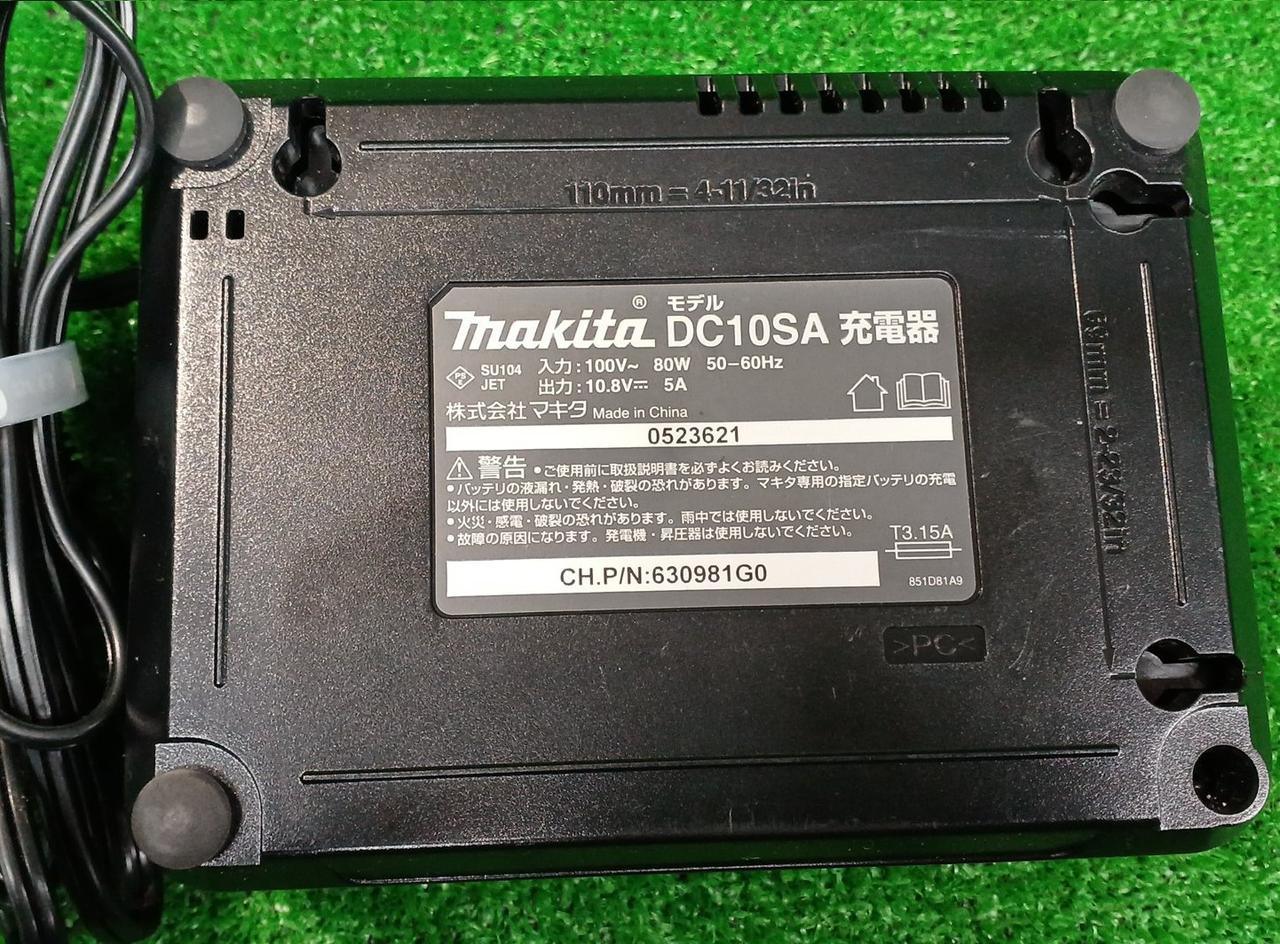 110mm = 4-11/32in
69mm = 2-23/32in
makita® モデル DC10SA 充電器
PSE SU104 JET
入力：100V~ 80W 50–60Hz
出力：10.8V⎓ 5A
株式会社マキタ Made in China
0523621
⚠警告 •ご使用前に取扱説明書を必ずよくお読みください。
•バッテリの液漏れ・発熱・破裂の恐れがあります。マキタ専用の指定バッテリの充電
以外には使用しないでください。
•火災・感電・破裂の恐れがあります。雨中では使用しないでください。
•故障の原因になります。発電機・昇圧器は使用しないでください。
T3.15A
CH.P/N:630981G0
851D81A9
>PC<